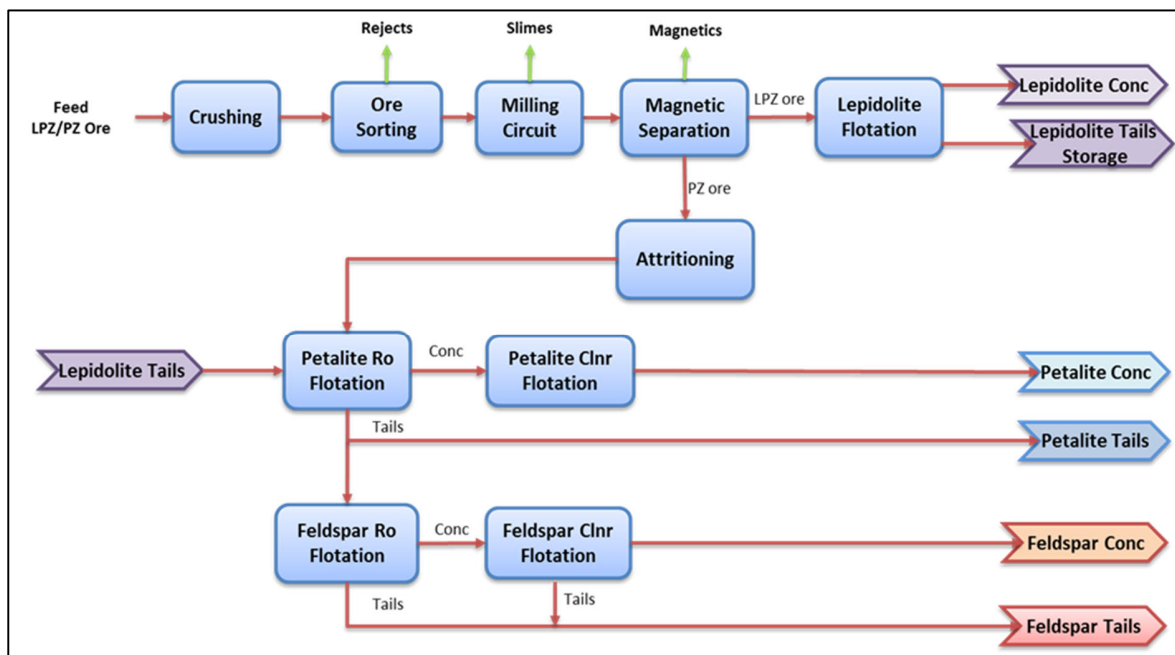 Rejects
Slimes
Magnetics
Feed
LPZ/PZ Ore
Crushing
Ore
Sorting
Milling
Circuit
Magnetic
Separation
LPZ ore
Lepidolite
Flotation
Lepidolite Conc
Lepidolite Tails
Storage
PZ ore
Attritioning
Lepidolite Tails
Petalite Ro
Flotation
Conc
Petalite Clnr
Flotation
Petalite Conc
Tails
Petalite Tails
Feldspar Ro
Flotation
Conc
Feldspar Clnr
Flotation
Feldspar Conc
Tails
Tails
Feldspar Tails